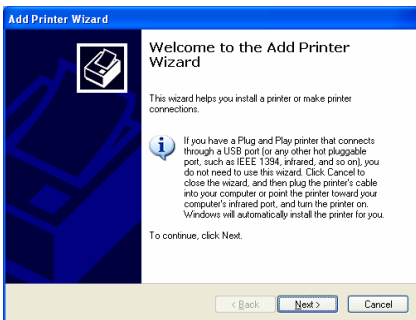 Add Printer Wizard
Welcome to the Add Printer
Wizard
This wizard helps you install a printer or make printer
connections.
If you have a Plug and Play printer that connects
through a USB port (or any other hot pluggable
port, such as IEEE 1394, infrared, and so on), you
do not need to use this wizard. Click Cancel to
close the wizard, and then plug the printer's cable
into your computer or point the printer toward your
computer's infrared port, and turn the printer on.
Windows will automatically install the printer for you.
To continue, click Next.
< Back Next > Cancel